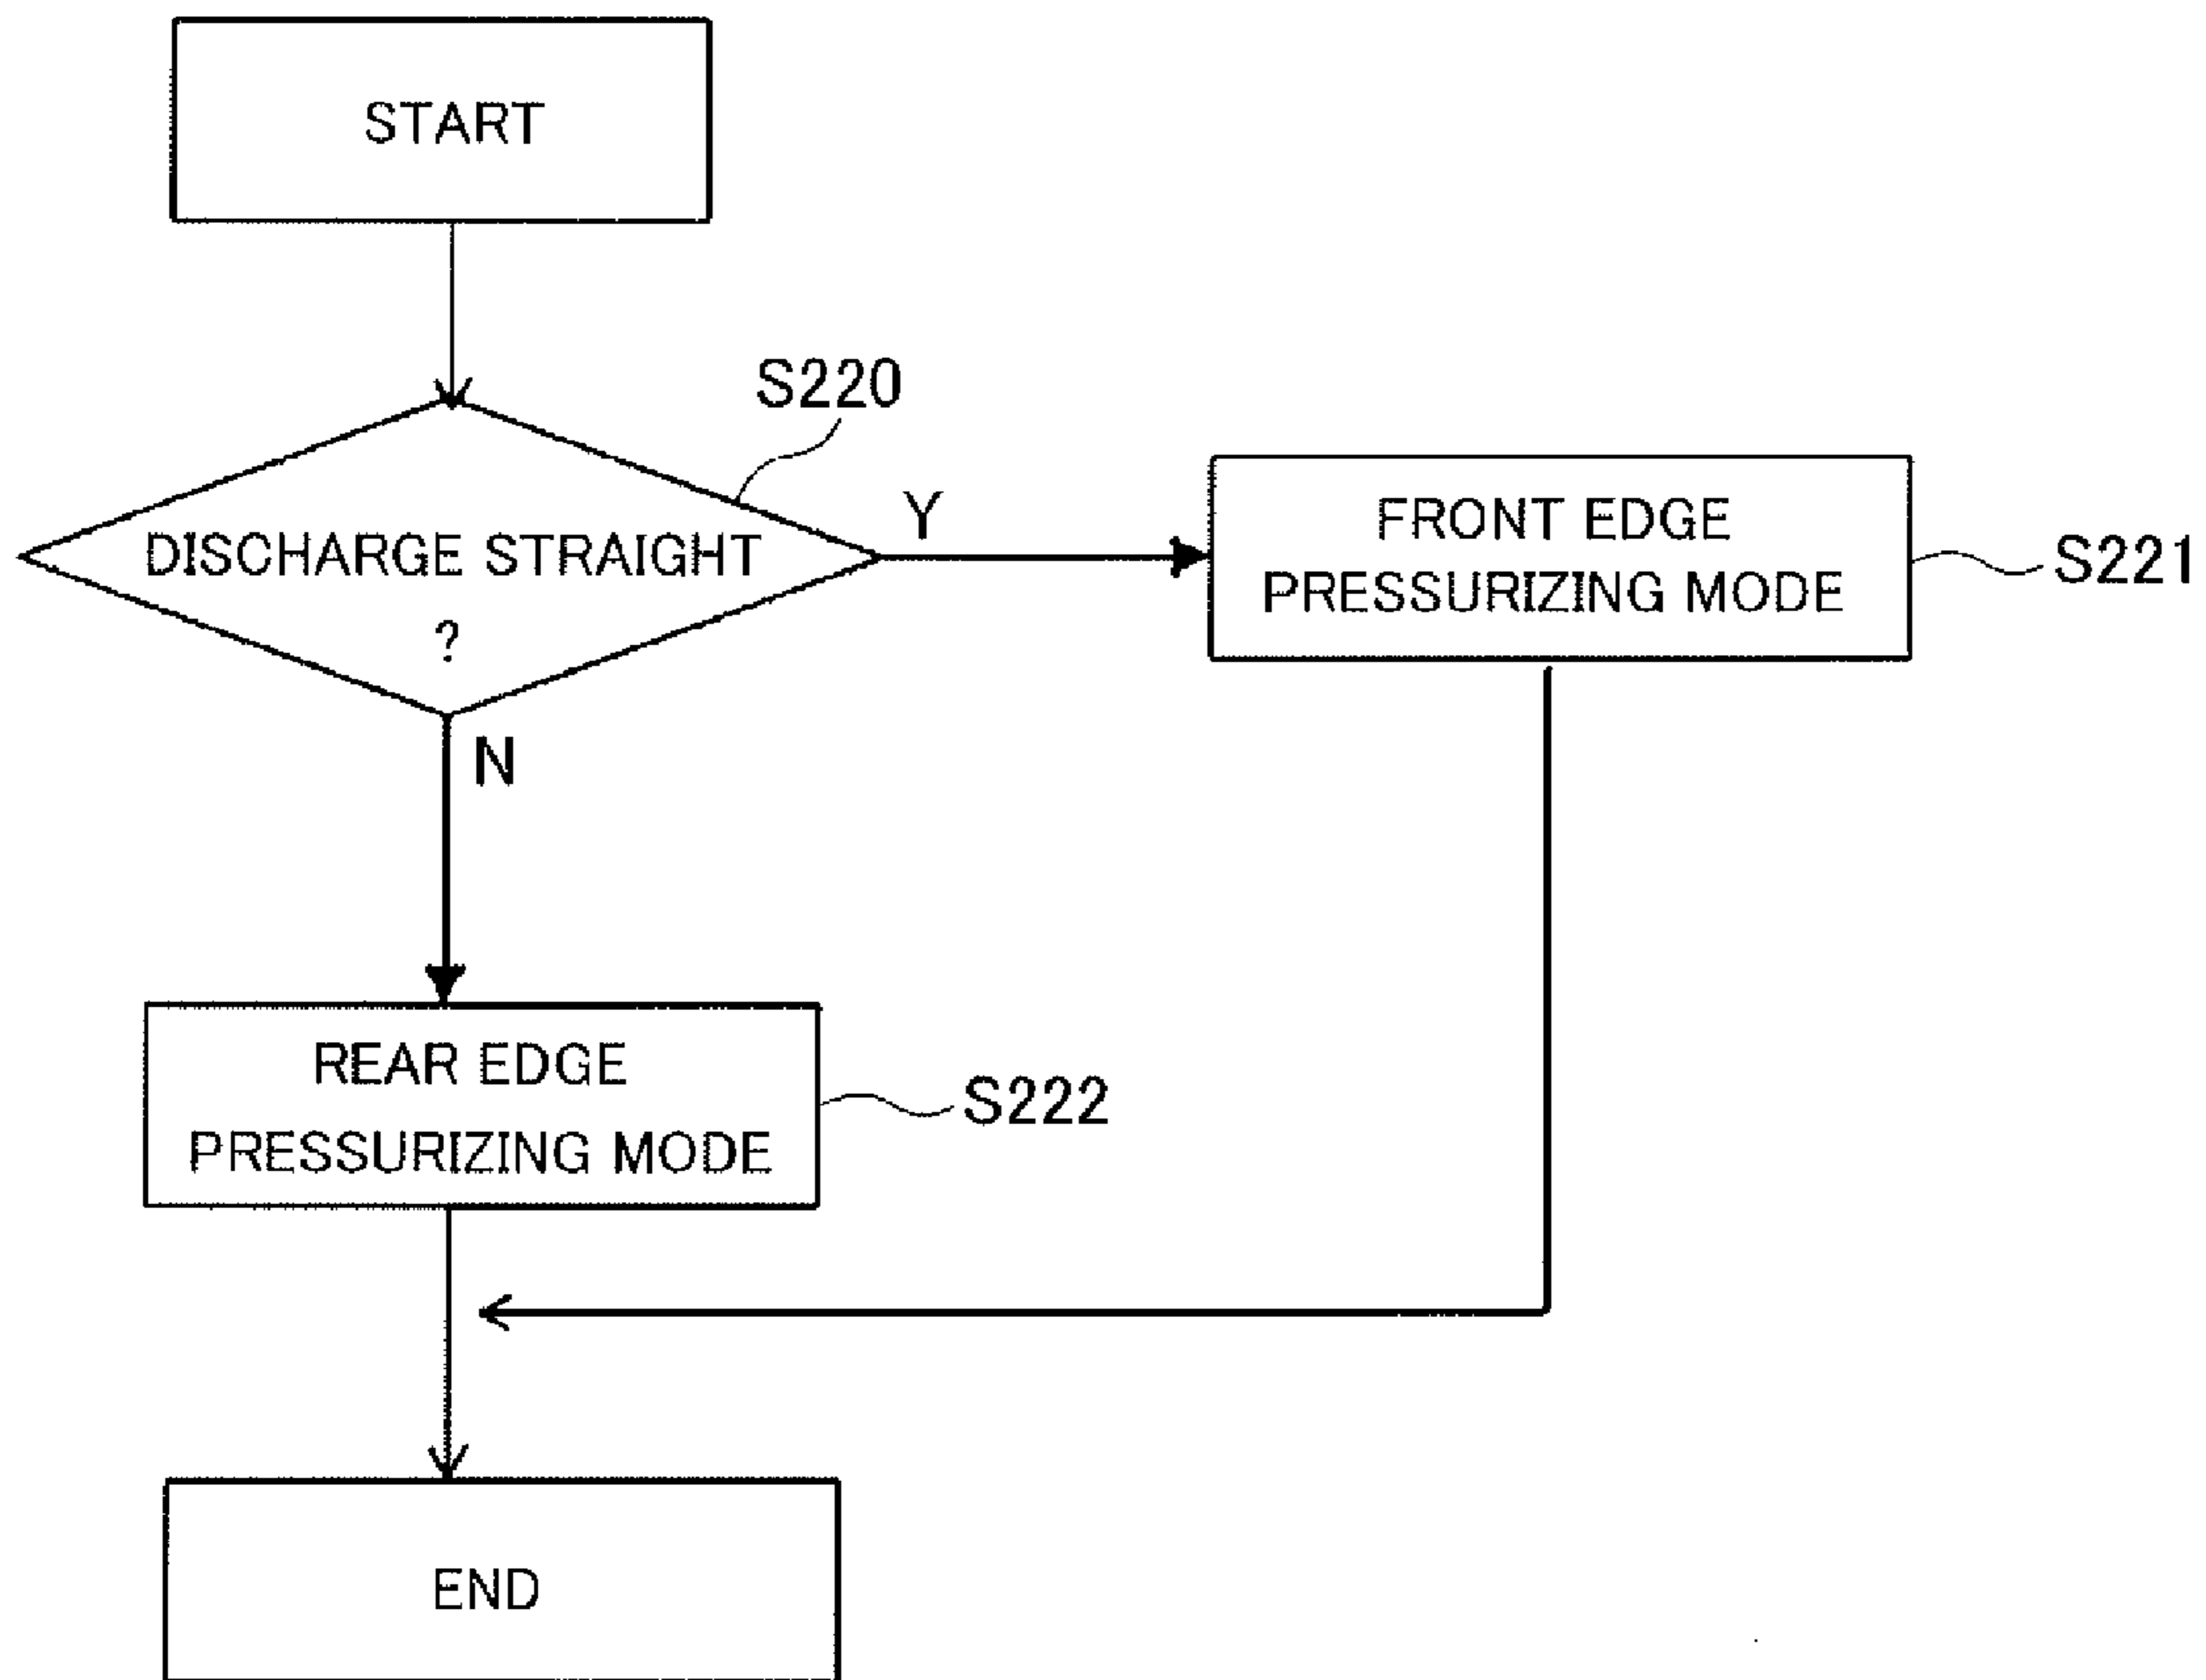 START
S220
DISCHARGE STRAIGHT
?
Y
FRONT EDGE
PRESSURIZING MODE
S221
N
REAR EDGE
PRESSURIZING MODE
S222
END